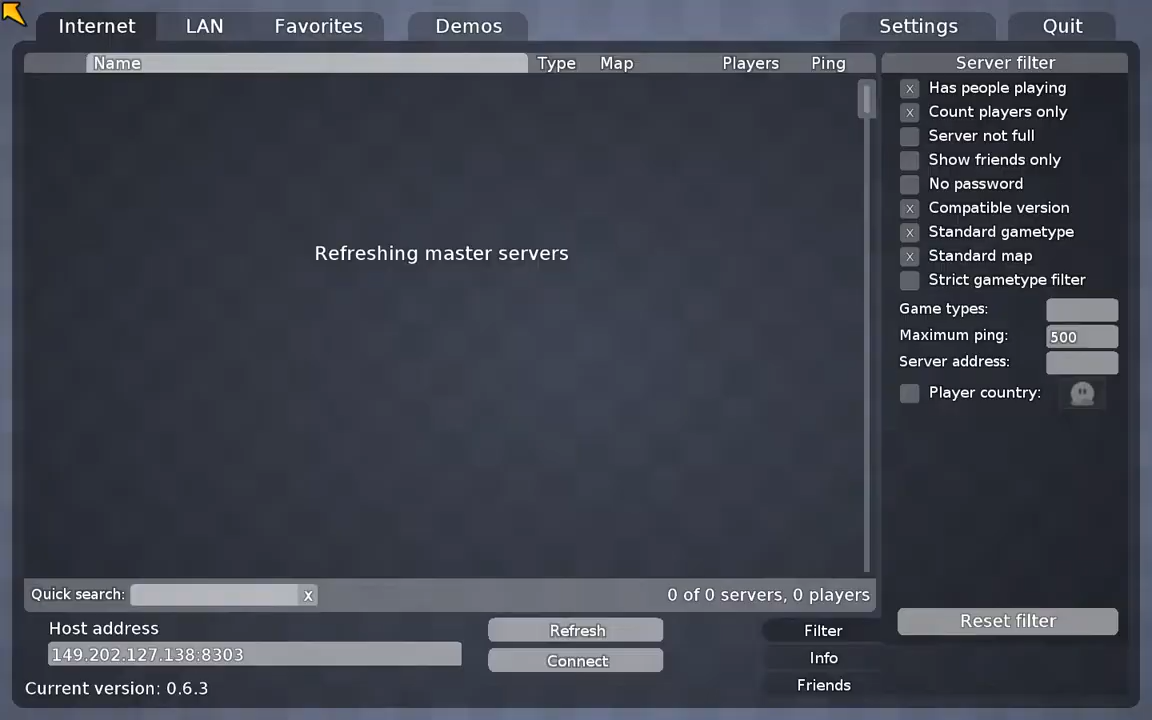 Internet LAN Favorites Demos Settings Quit
Name Type Map Players Ping
Server filter
x Has people playing
x Count players only
Server not full
Show friends only
No password
x Compatible version
x Standard gametype
x Standard map
Strict gametype filter
Game types:
Maximum ping: 500
Server address:
Player country:
Reset filter
Refreshing master servers
Quick search: x 0 of 0 servers, 0 players
Host address
149.202.127.138:8303
Refresh
Connect
Filter
Info
Friends
Current version: 0.6.3